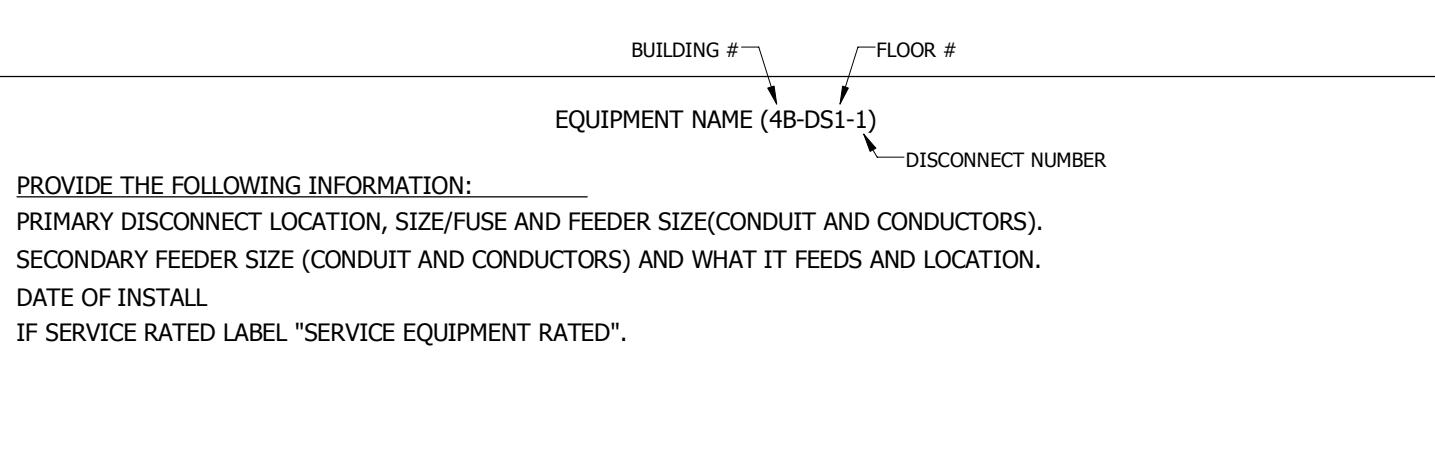 BUILDING #
FLOOR #
EQUIPMENT NAME (4B-DS1-1)
DISCONNECT NUMBER
PROVIDE THE FOLLOWING INFORMATION:
PRIMARY DISCONNECT LOCATION, SIZE/FUSE AND FEEDER SIZE(CONDUIT AND CONDUCTORS).
SECONDARY FEEDER SIZE (CONDUIT AND CONDUCTORS) AND WHAT IT FEEDS AND LOCATION.
DATE OF INSTALL
IF SERVICE RATED LABEL "SERVICE EQUIPMENT RATED".